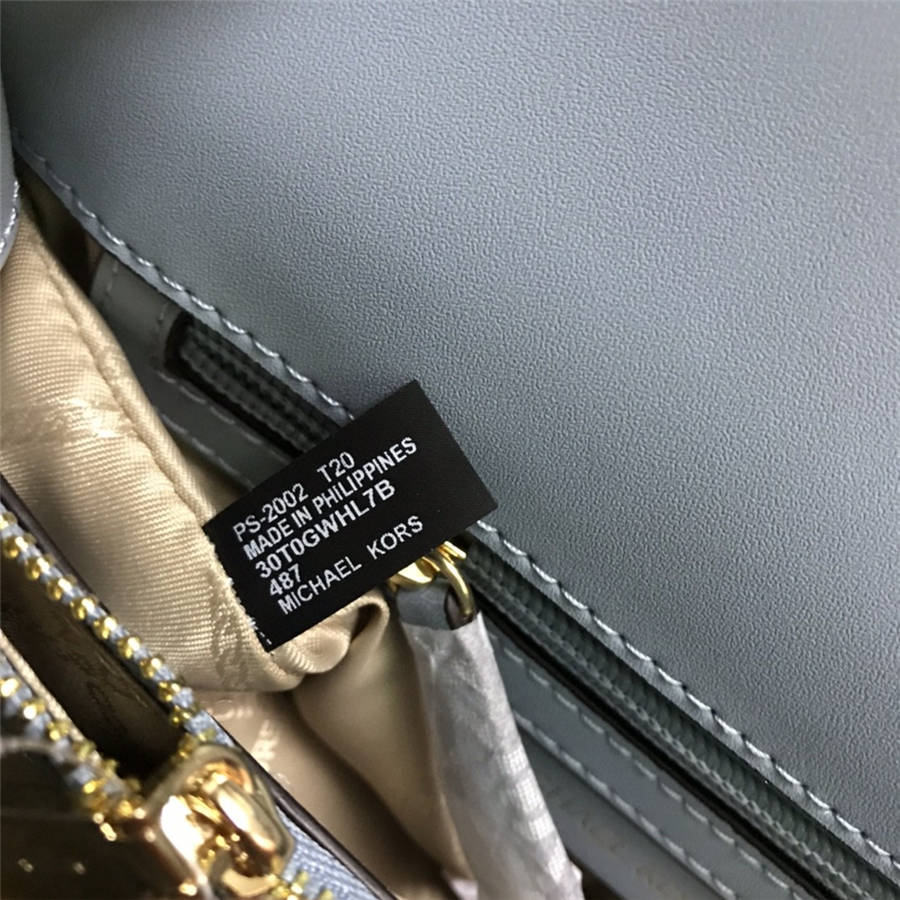 PS-2002 T20
MADE IN PHILIPPINES
30T0GWHL7B
487
MICHAEL KORS